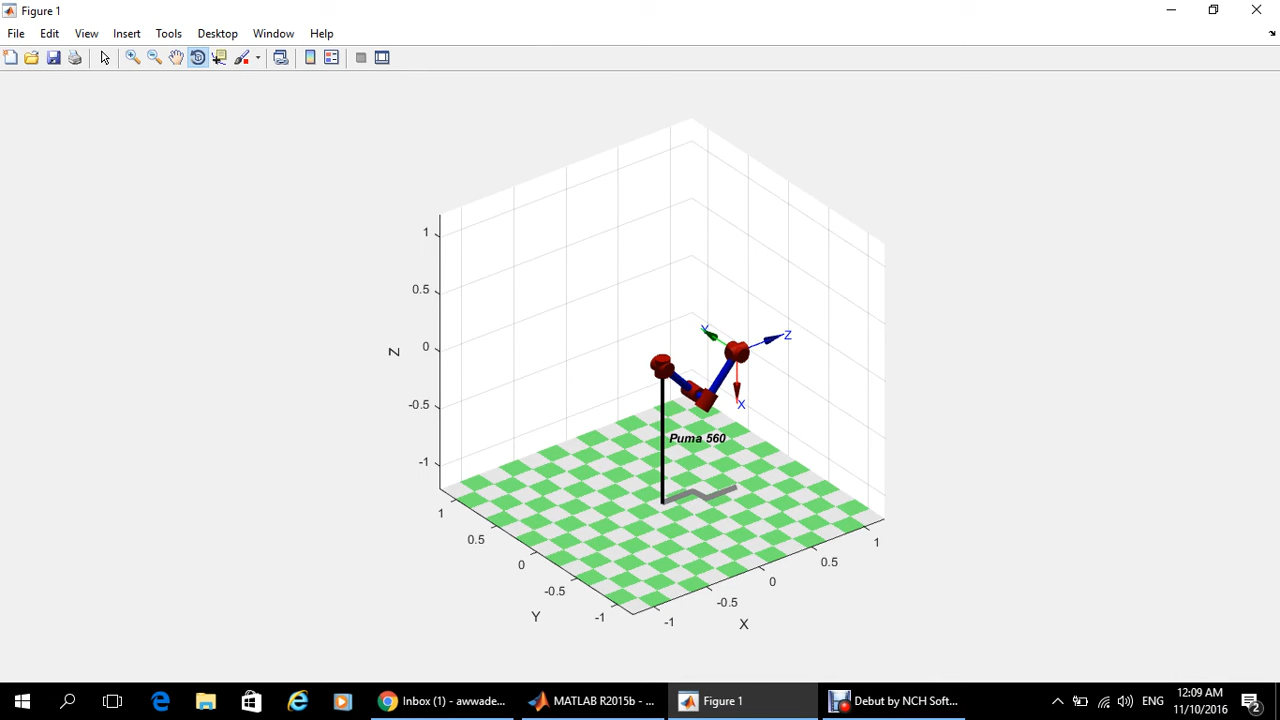 Figure 1
File Edit View Insert Tools Desktop Window Help
1
0.5
0
-0.5
-1
Z
Y
Z
X
Puma 560
1
0.5
0
-0.5
-1
Y
1
0.5
0
-0.5
-1
X
Inbox (1) - awwade...
MATLAB R2015b - ...
Figure 1
Debut by NCH Soft...
ENG
12:09 AM
11/10/2016
2